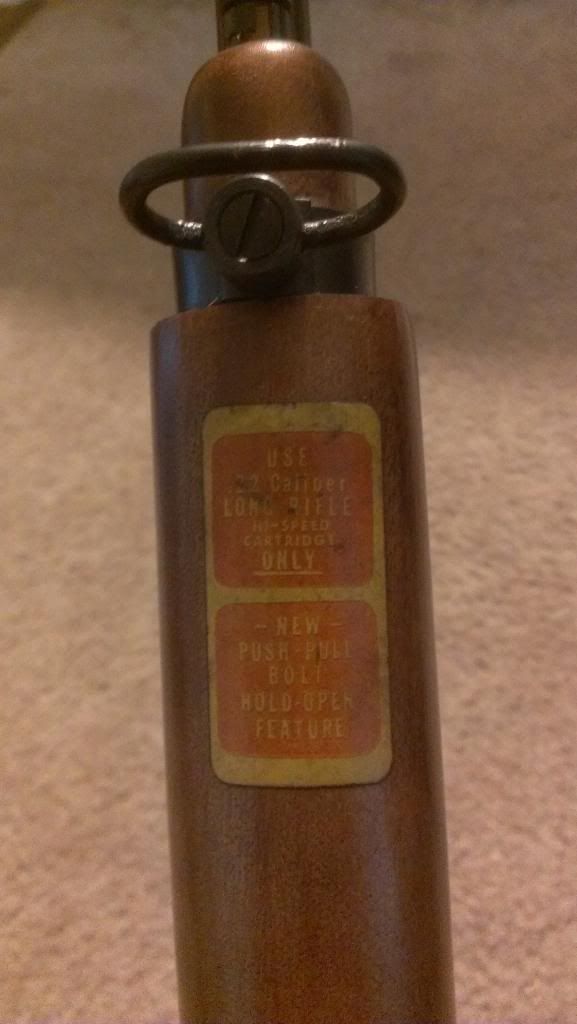 USE
.22 Caliber
LONG RIFLE
HI-SPEED
CARTRIDGE
ONLY
- NEW -
PUSH-PULL
BOLT
HOLD-OPEN
FEATURE